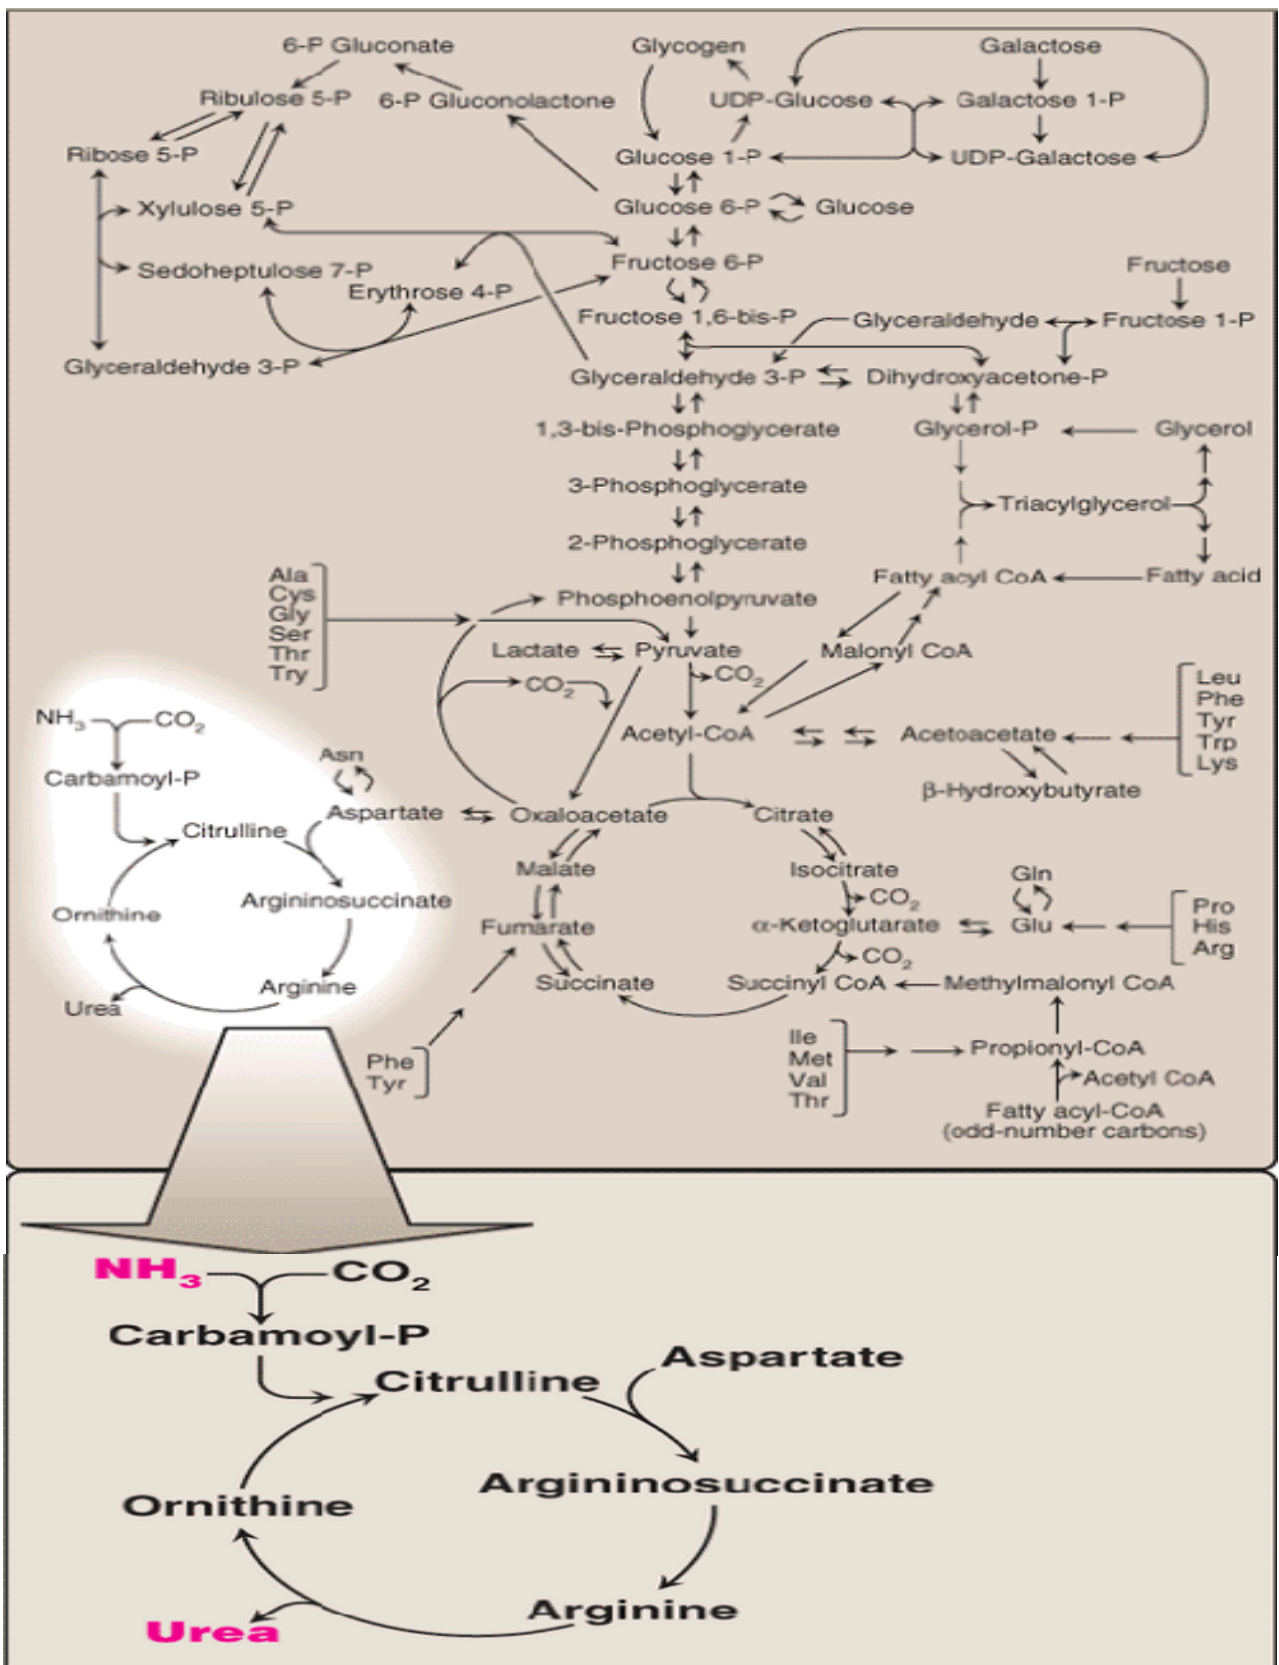 6-P Gluconate
Glycogen
Galactose
Ribulose 5-P
6-P Gluconolactone
UDP-Glucose
Galactose 1-P
Ribose 5-P
Glucose 1-P
UDP-Galactose
Xylulose 5-P
Glucose 6-P
Glucose
Sedoheptulose 7-P
Fructose 6-P
Fructose
Erythrose 4-P
Fructose 1,6-bis-P
Glyceraldehyde
Fructose 1-P
Glyceraldehyde 3-P
Glyceraldehyde 3-P
Dihydroxyacetone-P
1,3-bis-Phosphoglycerate
Glycerol-P
Glycerol
3-Phosphoglycerate
Triacylglycerol
2-Phosphoglycerate
Ala
Cys
Gly
Ser
Thr
Try
Phosphoenolpyruvate
Fatty acyl CoA
Fatty acid
Lactate
Pyruvate
Malonyl CoA
CO2
CO2
Leu
Phe
Tyr
Trp
Lys
NH3
CO2
Acetyl-CoA
Acetoacetate
Asn
Carbamoyl-P
β-Hydroxybutyrate
Aspartate
Oxaloacetate
Citrate
Citrulline
Malate
Isocitrate
Gln
CO2
Argininosuccinate
Ornithine
Fumarate
α-Ketoglutarate
Glu
Pro
His
Arg
CO2
Arginine
Succinate
Succinyl CoA
Methylmalonyl CoA
Urea
Phe
Tyr
Ile
Met
Val
Thr
Propionyl-CoA
Acetyl CoA
Fatty acyl-CoA
(odd-number carbons)
NH3
CO2
Carbamoyl-P
Aspartate
Citrulline
Argininosuccinate
Ornithine
Arginine
Urea